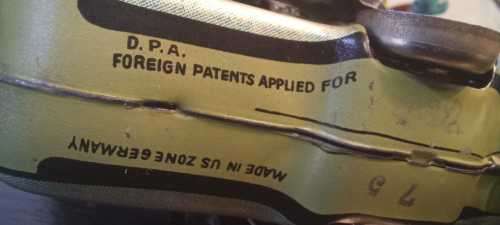 D.P.A.
FOREIGN PATENTS APPLIED FOR
MADE IN US ZONE GERMANY
75